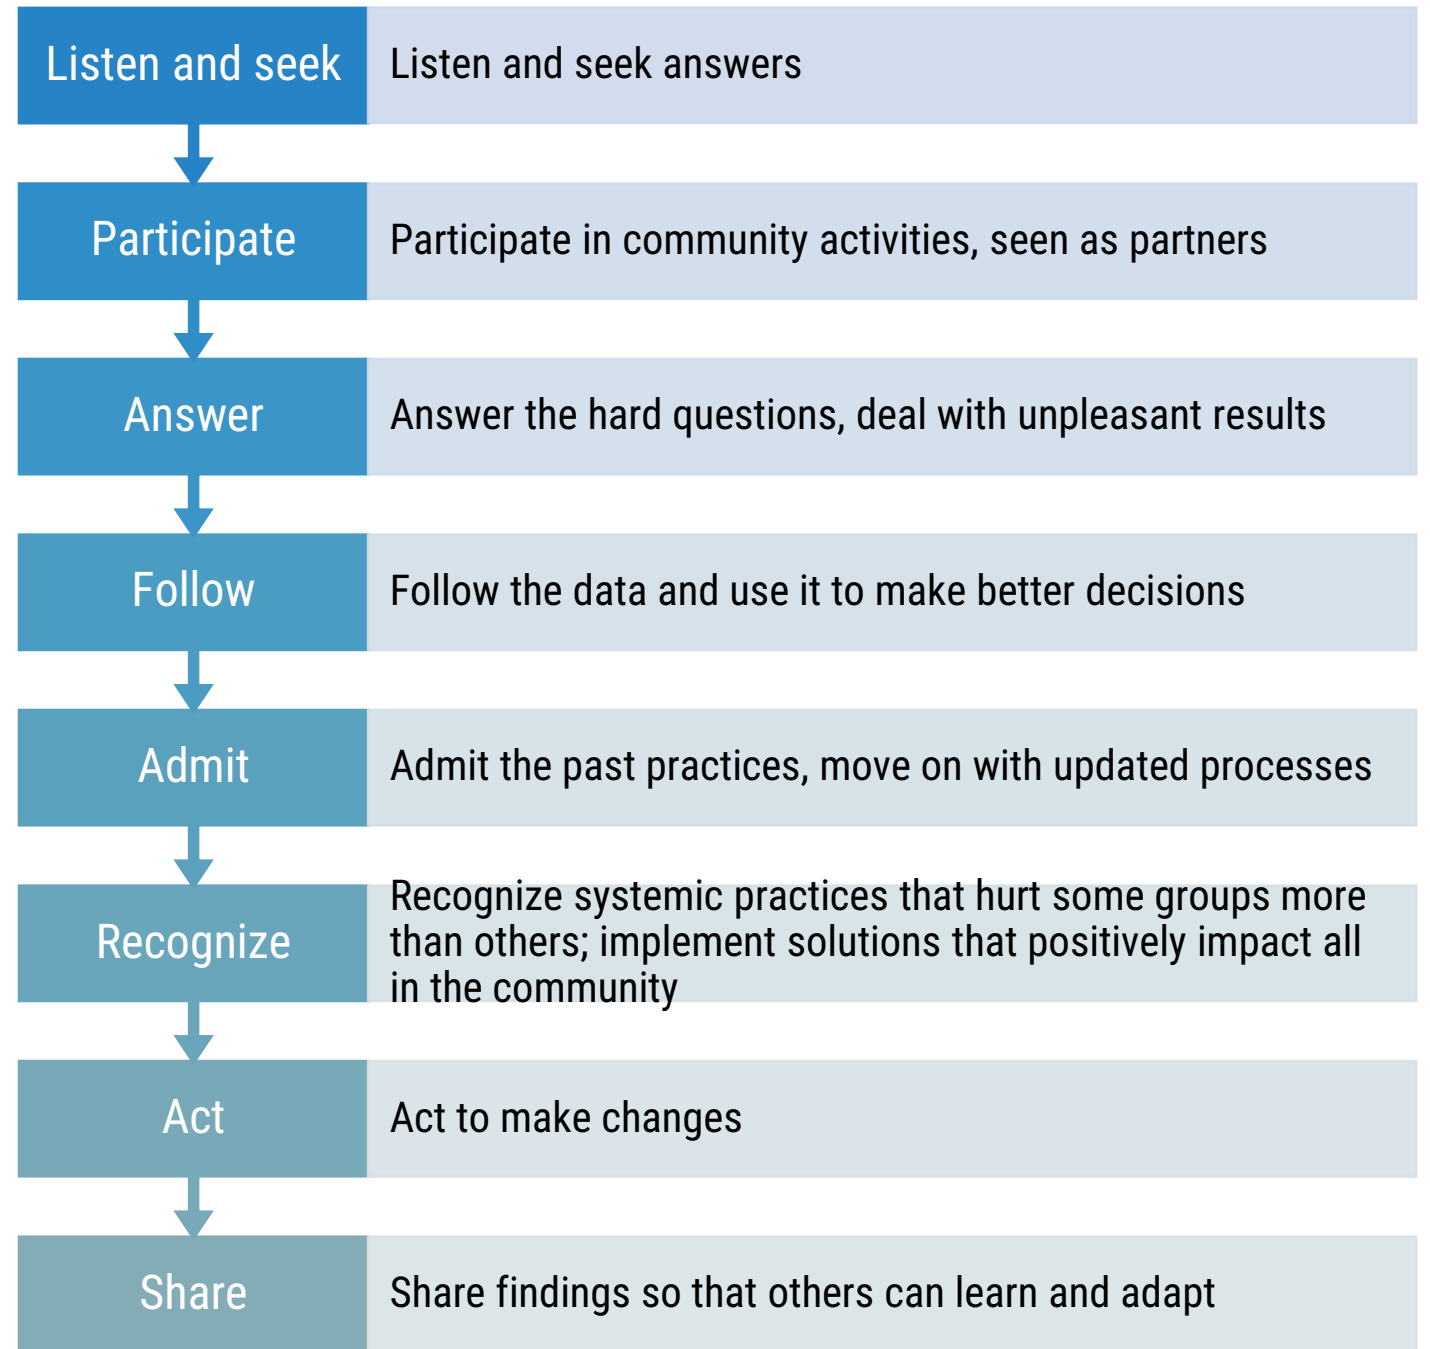 Listen and seek
Listen and seek answers
Participate
Participate in community activities, seen as partners
Answer
Answer the hard questions, deal with unpleasant results
Follow
Follow the data and use it to make better decisions
Admit
Admit the past practices, move on with updated processes
Recognize
Recognize systemic practices that hurt some groups more
than others; implement solutions that positively impact all
in the community
Act
Act to make changes
Share
Share findings so that others can learn and adapt